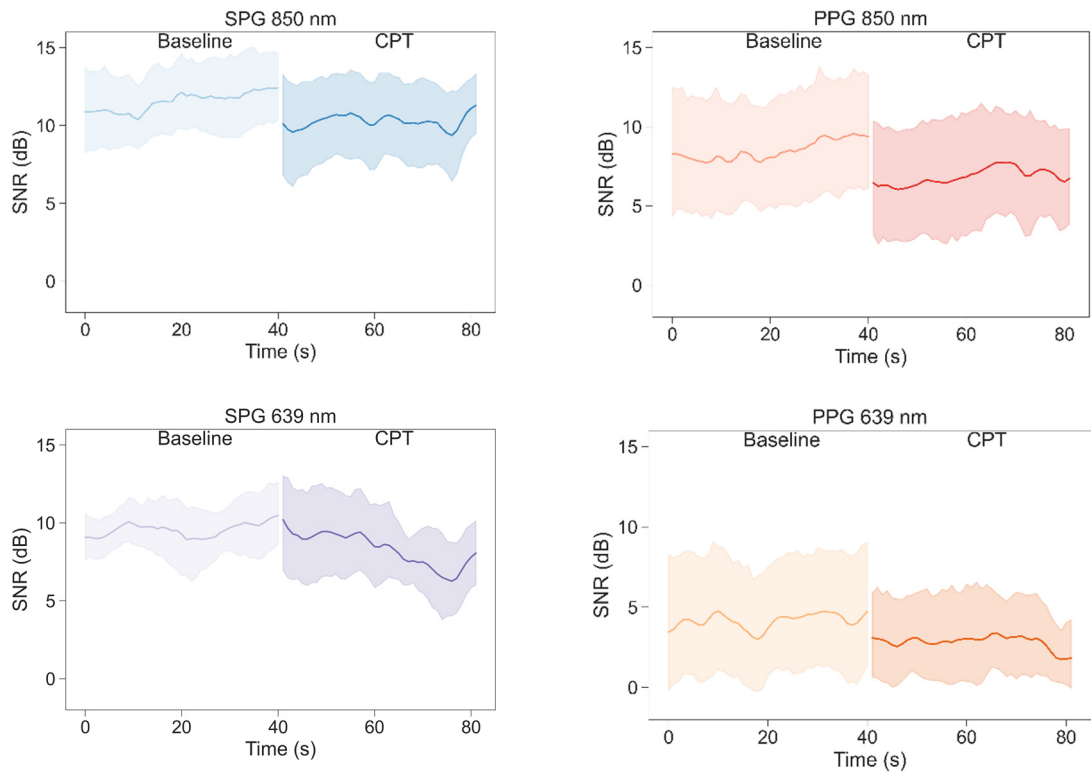 SPG 850 nm
Baseline CPT
15
10
5
0
SNR (dB)
0 20 40 60 80
Time (s)
PPG 850 nm
Baseline CPT
15
10
5
0
SNR (dB)
0 20 40 60 80
Time (s)
SPG 639 nm
Baseline CPT
15
10
5
0
SNR (dB)
0 20 40 60 80
Time (s)
PPG 639 nm
Baseline CPT
15
10
5
0
SNR (dB)
0 20 40 60 80
Time (s)